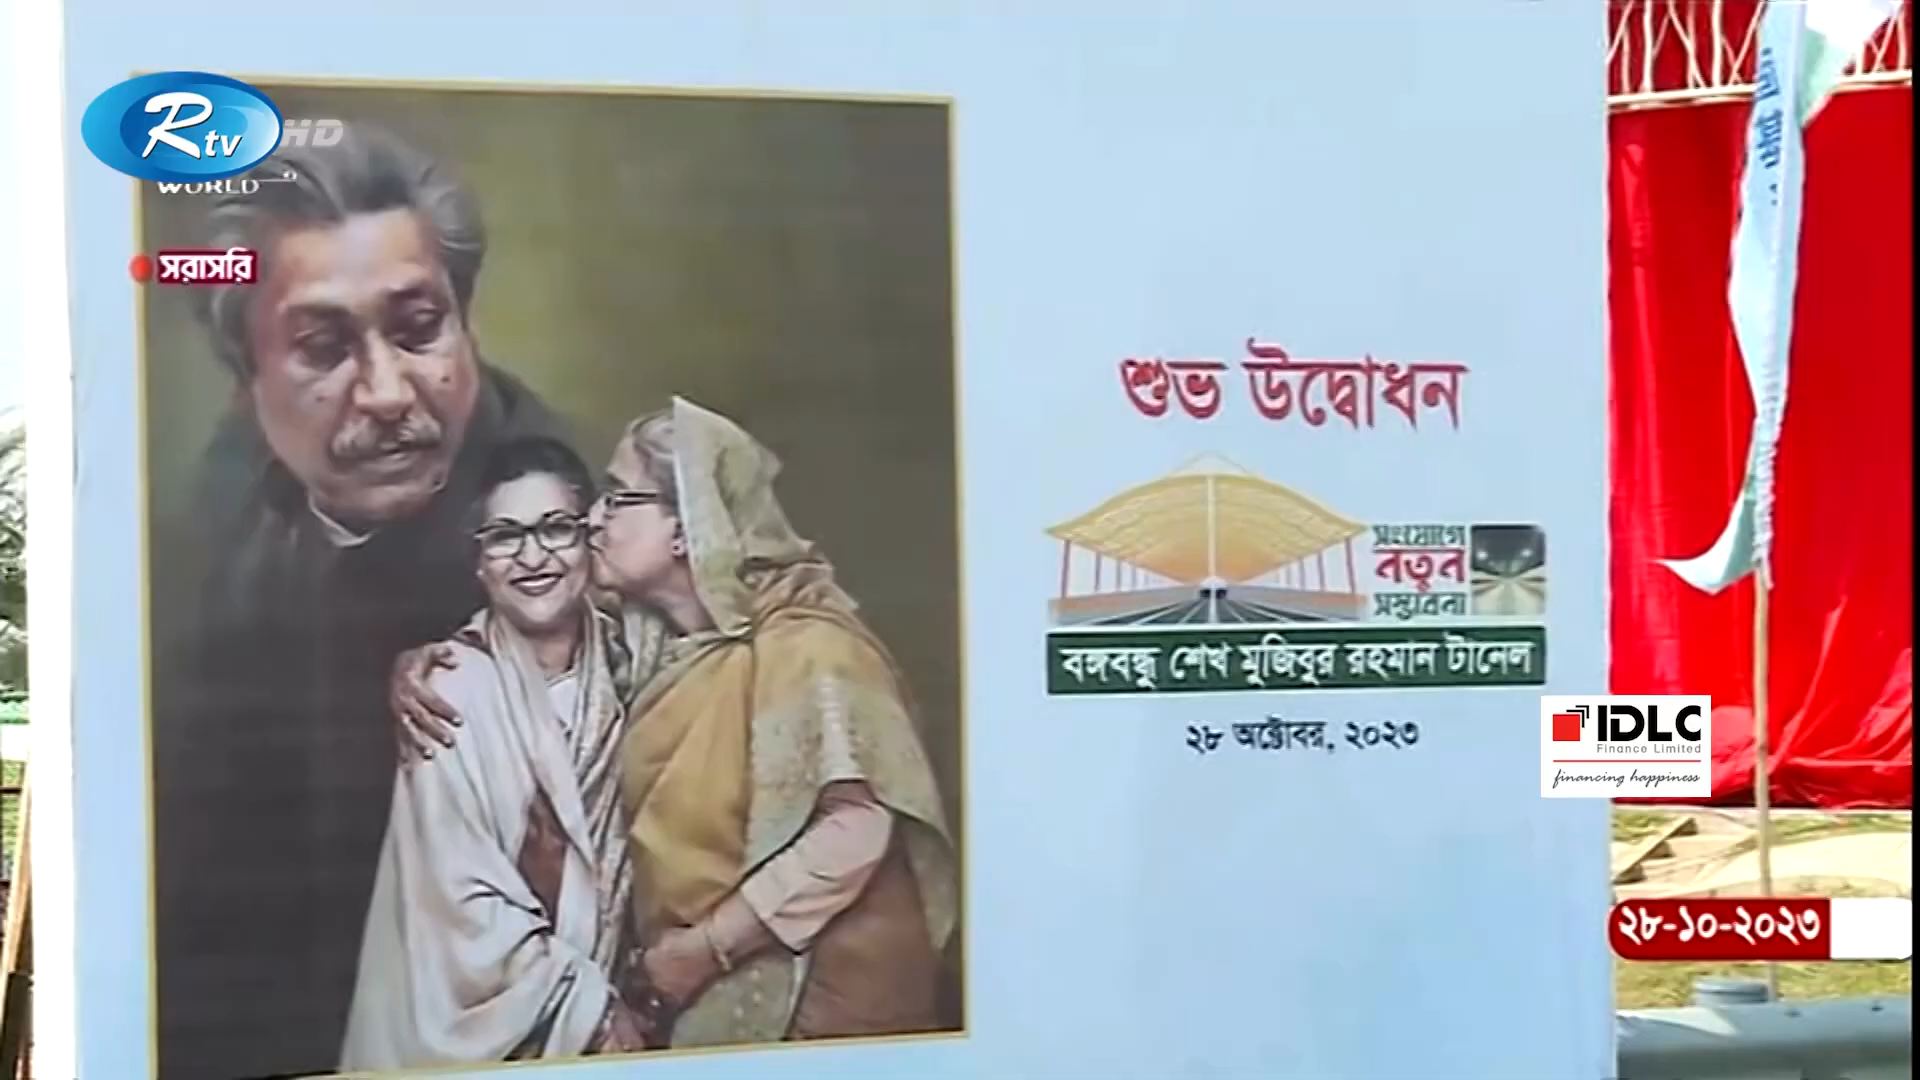 Rtv HD
WORLD
সরাসরি
শুভ উদ্বোধন
সংযোগে
নতুন
সম্ভাবনা
বঙ্গবন্ধু শেখ মুজিবুর রহমান টানেল
২৮ অক্টোবর, ২০২৩
IDLC
Finance Limited
financing happiness
২৮-১০-২০২৩